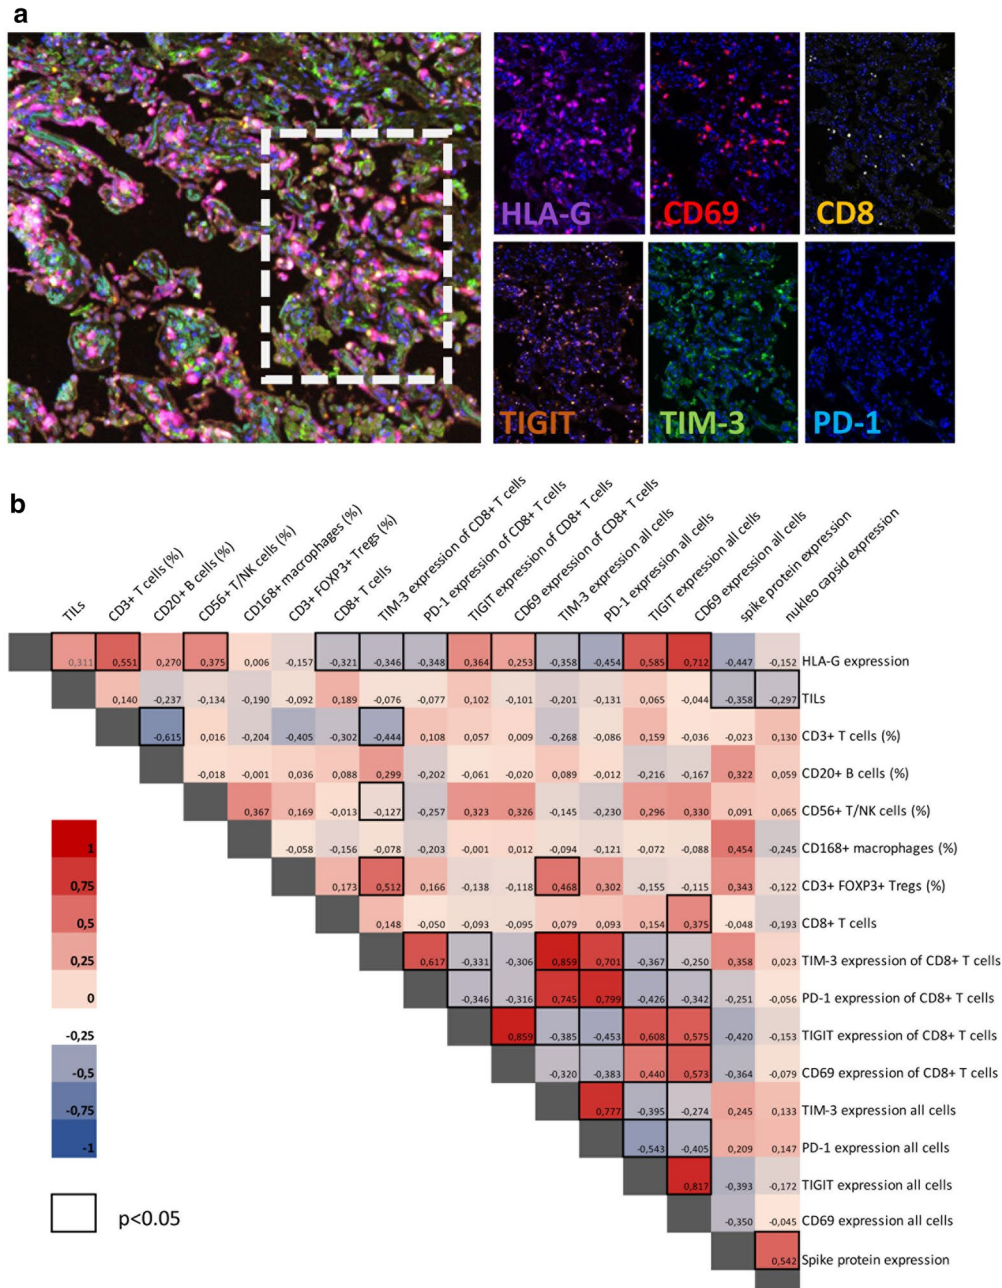 a
HLA-G
CD69
CD8
TIGIT
TIM-3
PD-1
b
TILs
CD3+ T cells (%)
CD20+ B cells (%)
CD56+ T/NK cells (%)
CD168+ macrophages (%)
CD3+ FOXP3+ Tregs (%)
CD8+ T cells
TIM-3 expression of CD8+ T cells
PD-1 expression of CD8+ T cells
TIGIT expression of CD8+ T cells
CD69 expression of CD8+ T cells
TIM-3 expression all cells
PD-1 expression all cells
TIGIT expression all cells
CD69 expression all cells
spike protein expression
nukleo capsid expression
0,311 0,551 0,270 0,375 0,006 -0,157 -0,321 -0,346 -0,348 0,364 0,253 -0,358 -0,454 0,585 0,712 -0,447 -0,152 HLA-G expression
0,140 -0,237 -0,134 -0,190 -0,092 0,189 -0,076 -0,077 0,102 -0,101 -0,201 -0,131 0,065 -0,044 -0,358 -0,297 TILs
-0,615 0,016 -0,204 -0,405 -0,302 -0,444 0,108 0,057 0,009 -0,268 -0,086 0,159 -0,036 -0,023 0,130 CD3+ T cells (%)
-0,018 -0,001 0,036 0,088 0,299 -0,202 -0,061 -0,020 0,089 -0,012 -0,216 -0,167 0,322 0,059 CD20+ B cells (%)
0,367 0,169 -0,013 -0,127 -0,257 0,323 0,326 -0,145 -0,230 0,296 0,330 0,091 0,065 CD56+ T/NK cells (%)
-0,058 -0,156 -0,078 -0,203 -0,001 0,012 -0,094 -0,121 -0,072 -0,088 0,454 -0,245 CD168+ macrophages (%)
0,173 0,512 0,166 -0,138 -0,118 0,468 0,302 -0,155 -0,115 0,343 -0,122 CD3+ FOXP3+ Tregs (%)
0,148 -0,050 -0,093 -0,095 0,079 0,093 0,154 0,375 -0,048 -0,193 CD8+ T cells
0,617 -0,331 -0,306 0,859 0,701 -0,367 -0,250 0,358 0,023 TIM-3 expression of CD8+ T cells
-0,346 -0,316 0,745 0,799 -0,426 -0,342 -0,251 -0,056 PD-1 expression of CD8+ T cells
0,859 -0,385 -0,453 0,608 0,575 -0,420 -0,153 TIGIT expression of CD8+ T cells
-0,320 -0,383 0,440 0,573 -0,364 -0,079 CD69 expression of CD8+ T cells
0,777 -0,395 -0,274 0,245 0,133 TIM-3 expression all cells
-0,543 -0,405 0,209 0,147 PD-1 expression all cells
0,817 -0,393 -0,172 TIGIT expression all cells
-0,350 -0,045 CD69 expression all cells
0,542 Spike protein expression
1
0,75
0,5
0,25
0
-0,25
-0,5
-0,75
-1
p<0.05